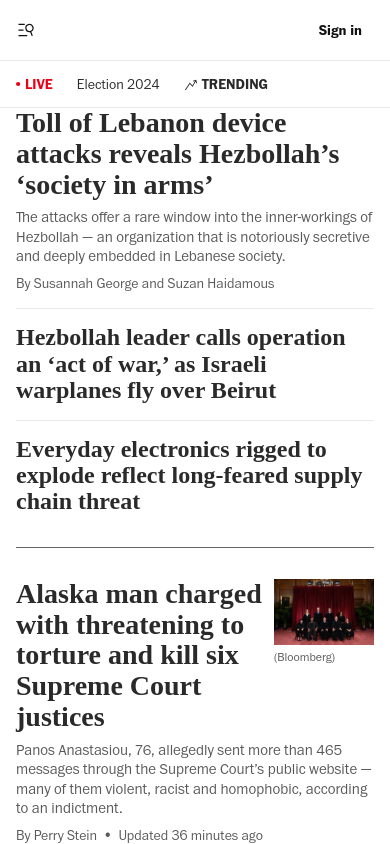 Sign in
LIVE
Election 2024
TRENDING
Toll of Lebanon device
attacks reveals Hezbollah’s
‘society in arms’
The attacks offer a rare window into the inner-workings of
Hezbollah — an organization that is notoriously secretive
and deeply embedded in Lebanese society.
By Susannah George and Suzan Haidamous
Hezbollah leader calls operation
an ‘act of war,’ as Israeli
warplanes fly over Beirut
Everyday electronics rigged to
explode reflect long-feared supply
chain threat
Alaska man charged
with threatening to
torture and kill six
Supreme Court
justices
(Bloomberg)
Panos Anastasiou, 76, allegedly sent more than 465
messages through the Supreme Court’s public website —
many of them violent, racist and homophobic, according
to an indictment.
By Perry Stein • Updated 36 minutes ago